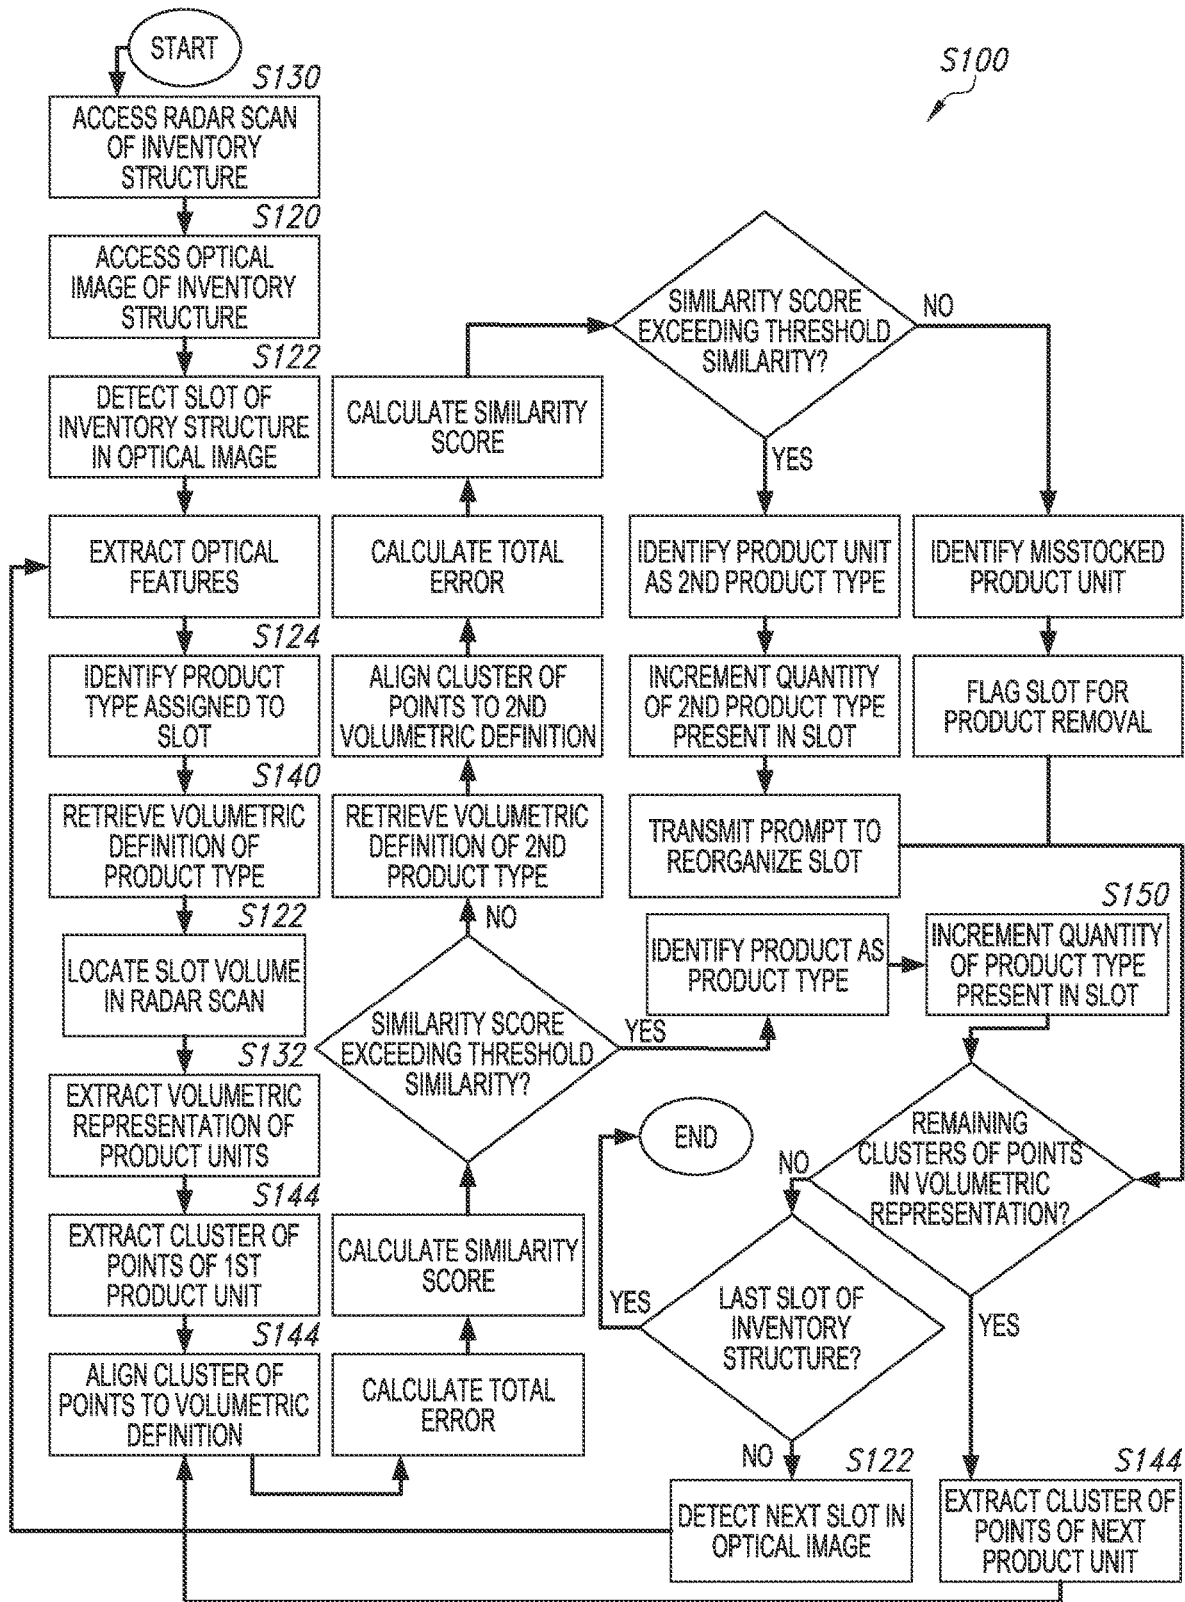 START
S100
S130
ACCESS RADAR SCAN
OF INVENTORY
STRUCTURE
S120
ACCESS OPTICAL
IMAGE OF INVENTORY
STRUCTURE
S122
DETECT SLOT OF
INVENTORY STRUCTURE
IN OPTICAL IMAGE
EXTRACT OPTICAL
FEATURES
S124
IDENTIFY PRODUCT
TYPE ASSIGNED TO
SLOT
S140
RETRIEVE VOLUMETRIC
DEFINITION OF
PRODUCT TYPE
S122
LOCATE SLOT VOLUME
IN RADAR SCAN
S132
EXTRACT VOLUMETRIC
REPRESENTATION OF
PRODUCT UNITS
S144
EXTRACT CLUSTER OF
POINTS OF 1ST
PRODUCT UNIT
S144
ALIGN CLUSTER OF
POINTS TO VOLUMETRIC
DEFINITION
CALCULATE TOTAL
ERROR
CALCULATE SIMILARITY
SCORE
SIMILARITY SCORE
EXCEEDING THRESHOLD
SIMILARITY?
NO
YES
RETRIEVE VOLUMETRIC
DEFINITION OF 2ND
PRODUCT TYPE
ALIGN CLUSTER OF
POINTS TO 2ND
VOLUMETRIC DEFINITION
CALCULATE TOTAL
ERROR
CALCULATE SIMILARITY
SCORE
SIMILARITY SCORE
EXCEEDING THRESHOLD
SIMILARITY?
NO
YES
IDENTIFY PRODUCT UNIT
AS 2ND PRODUCT TYPE
INCREMENT QUANTITY
OF 2ND PRODUCT TYPE
PRESENT IN SLOT
TRANSMIT PROMPT TO
REORGANIZE SLOT
IDENTIFY MISSTOCKED
PRODUCT UNIT
FLAG SLOT FOR
PRODUCT REMOVAL
IDENTIFY PRODUCT AS
PRODUCT TYPE
S150
INCREMENT QUANTITY
OF PRODUCT TYPE
PRESENT IN SLOT
REMAINING
CLUSTERS OF POINTS
IN VOLUMETRIC
REPRESENTATION?
NO
YES
END
LAST SLOT OF
INVENTORY
STRUCTURE?
YES
NO
S122
DETECT NEXT SLOT IN
OPTICAL IMAGE
S144
EXTRACT CLUSTER OF
POINTS OF NEXT
PRODUCT UNIT